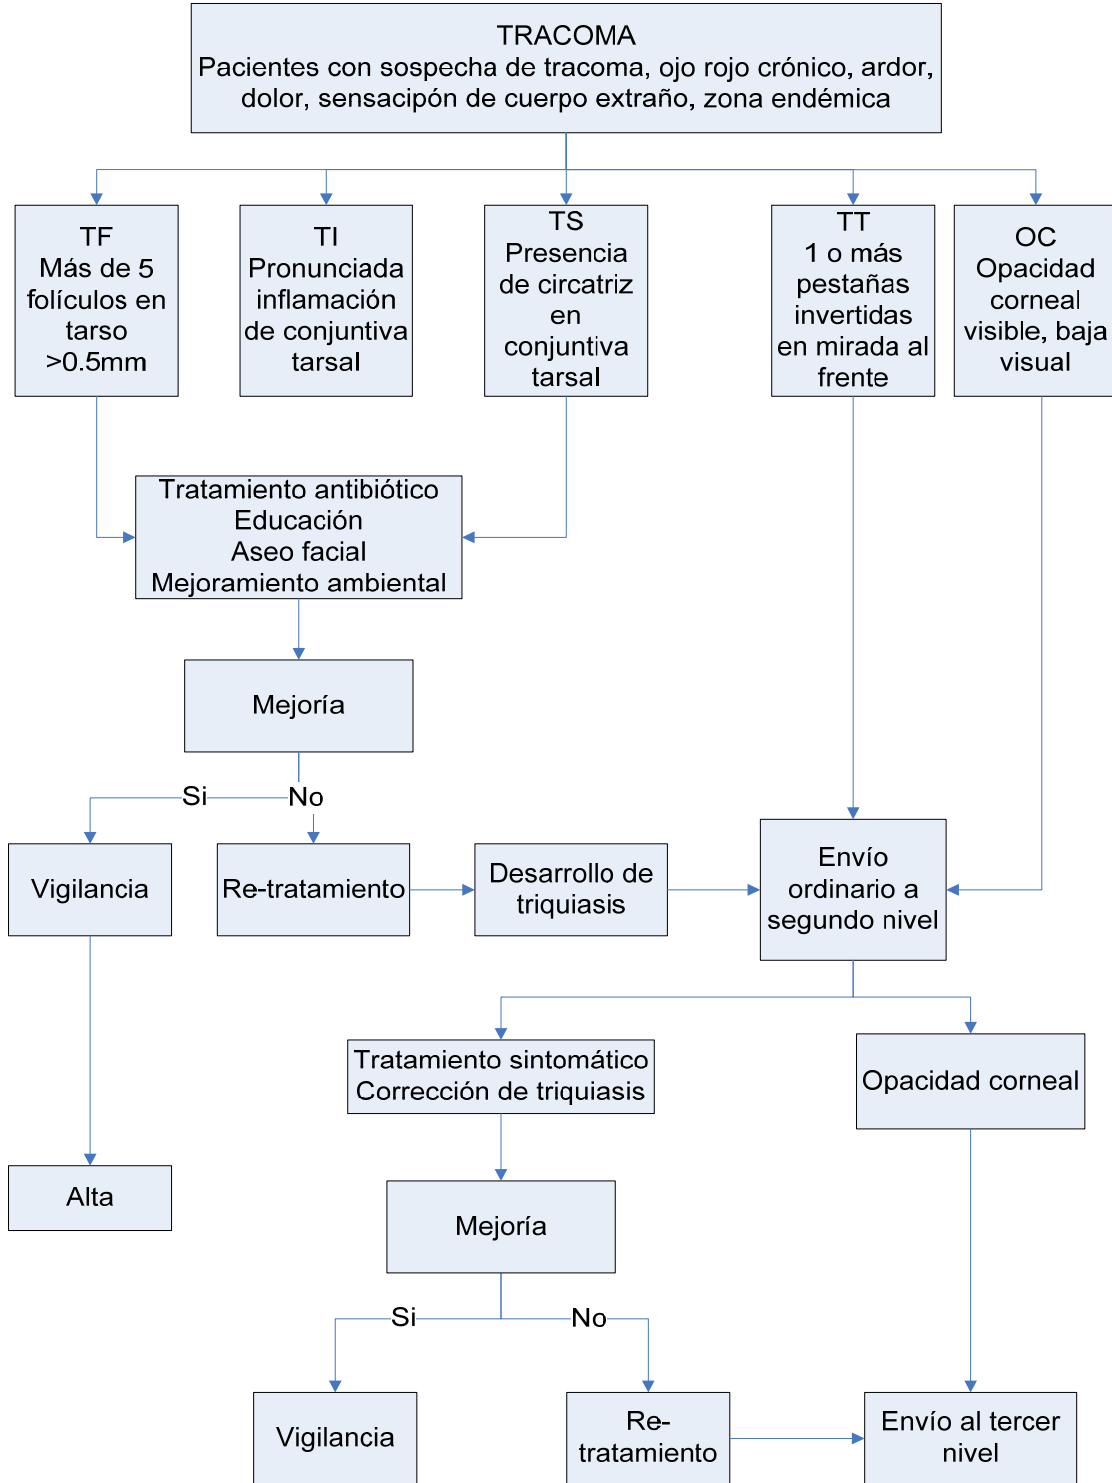 TRACOMA
Pacientes con sospecha de tracoma, ojo rojo crónico, ardor,
dolor, sensacipón de cuerpo extraño, zona endémica
TF
Más de 5
folículos en
tarso
>0.5mm
TI
Pronunciada
inflamación
de conjuntiva
tarsal
TS
Presencia
de circatriz
en
conjuntiva
tarsal
TT
1 o más
pestañas
invertidas
en mirada al
frente
OC
Opacidad
corneal
visible, baja
visual
Tratamiento antibiótico
Educación
Aseo facial
Mejoramiento ambiental
Mejoría
Si
No
Vigilancia
Re-tratamiento
Desarrollo de
triquiasis
Envío
ordinario a
segundo nivel
Tratamiento sintomático
Corrección de triquiasis
Opacidad corneal
Alta
Mejoría
Si
No
Vigilancia
Re-
tratamiento
Envío al tercer
nivel